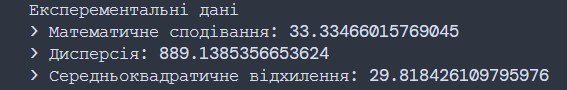 Експерементальні дані
› Математичне сподівання: 33.33466015769045
› Дисперсія: 889.1385356653624
› Середньоквадратичне відхилення: 29.818426109795976